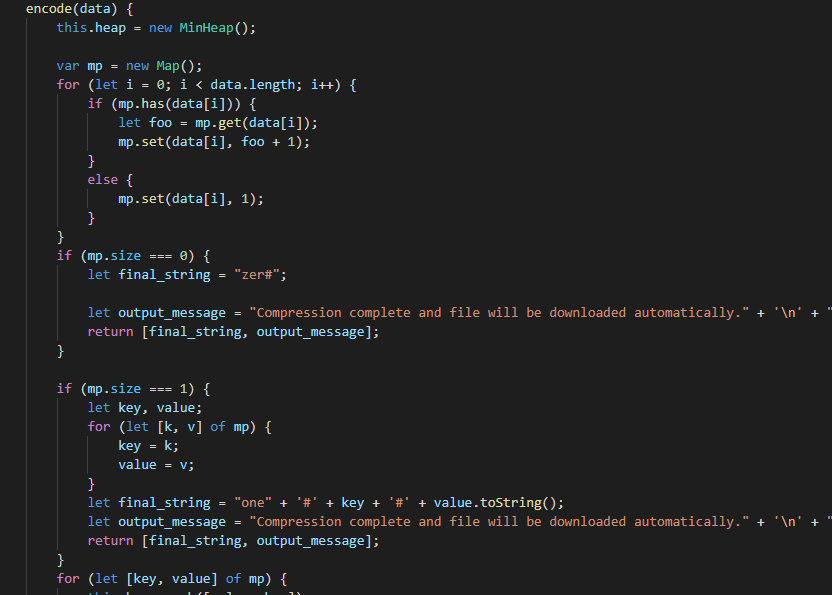 encode(data) {
this.heap = new MinHeap();
var mp = new Map();
for (let i = 0; i < data.length; i++) {
if (mp.has(data[i])) {
let foo = mp.get(data[i]);
mp.set(data[i], foo + 1);
}
else {
mp.set(data[i], 1);
}
}
if (mp.size === 0) {
let final_string = "zer#";
let output_message = "Compression complete and file will be downloaded automatically." + '\n' + "
return [final_string, output_message];
}
if (mp.size === 1) {
let key, value;
for (let [k, v] of mp) {
key = k;
value = v;
}
let final_string = "one" + '#' + key + '#' + value.toString();
let output_message = "Compression complete and file will be downloaded automatically." + '\n' + "
return [final_string, output_message];
}
for (let [key, value] of mp) {